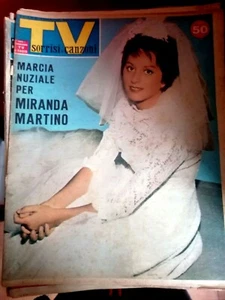 TV
50
sorrisi e canzoni
MARCIA
NUZIALE
PER
MIRANDA
MARTINO